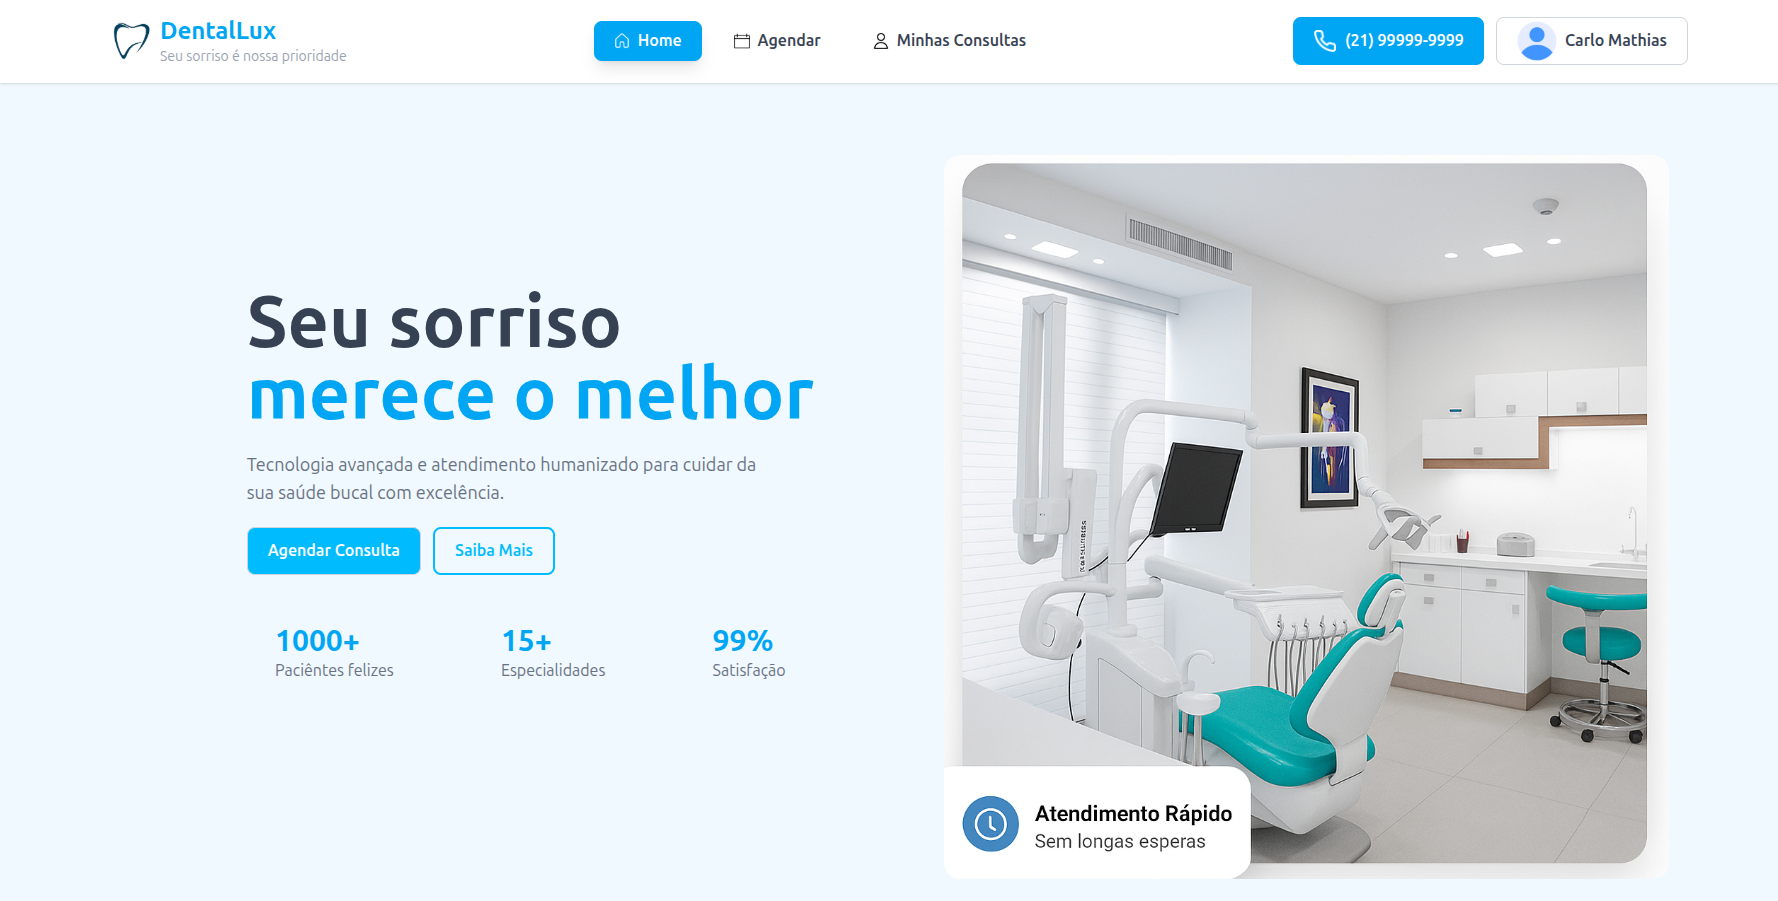 DentalLux
Seu sorriso é nossa prioridade
Home
Agendar
Minhas Consultas
(21) 99999-9999
Carlo Mathias
Seu sorriso
merece o melhor
Tecnologia avançada e atendimento humanizado para cuidar da
sua saúde bucal com excelência.
Agendar Consulta
Saiba Mais
1000+
Paciêntes felizes
15+
Especialidades
99%
Satisfação
Atendimento Rápido
Sem longas esperas